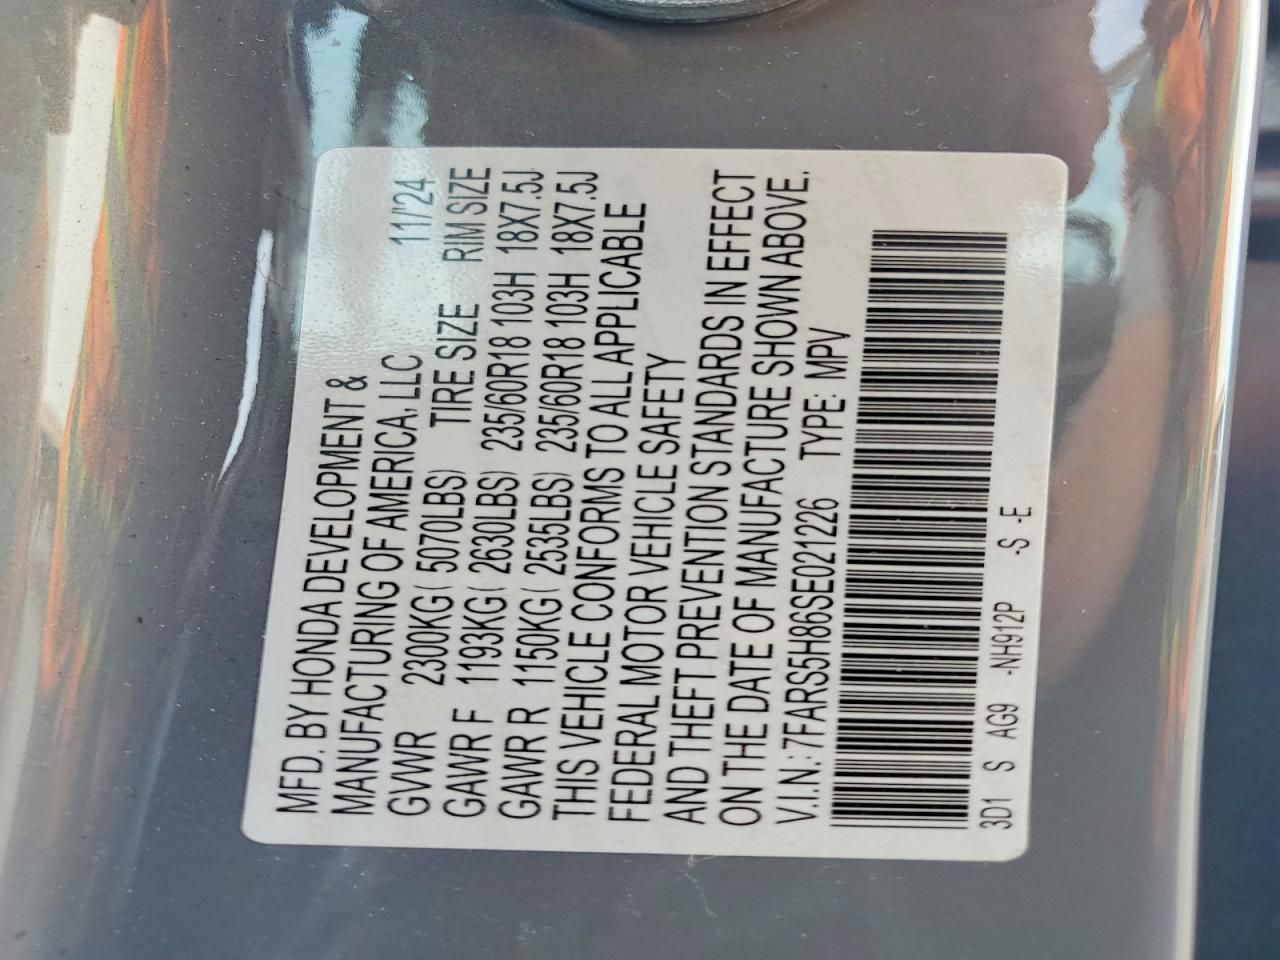 MFD. BY HONDA DEVELOPMENT &
MANUFACTURING OF AMERICA, LLC 11/'24
GVWR 2300KG( 5070LBS) TIRE SIZE RIM SIZE
GAWR F 1193KG( 2630LBS) 235/60R18 103H 18X7.5J
GAWR R 1150KG( 2535LBS) 235/60R18 103H 18X7.5J
THIS VEHICLE CONFORMS TO ALL APPLICABLE
FEDERAL MOTOR VEHICLE SAFETY
AND THEFT PREVENTION STANDARDS IN EFFECT
ON THE DATE OF MANUFACTURE SHOWN ABOVE.
V.I.N.: 7FARS5H86SE021226 TYPE: MPV
3D1 S AG9 -NH912P -S -E